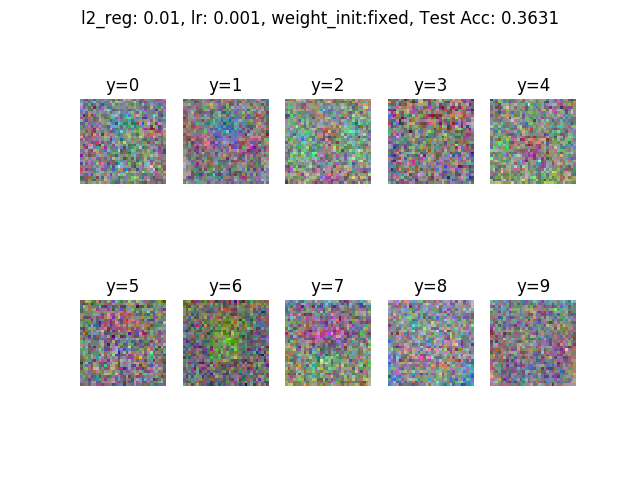 l2_reg: 0.01, lr: 0.001, weight_init:fixed, Test Acc: 0.3631
y=0 y=1 y=2 y=3 y=4
y=5 y=6 y=7 y=8 y=9